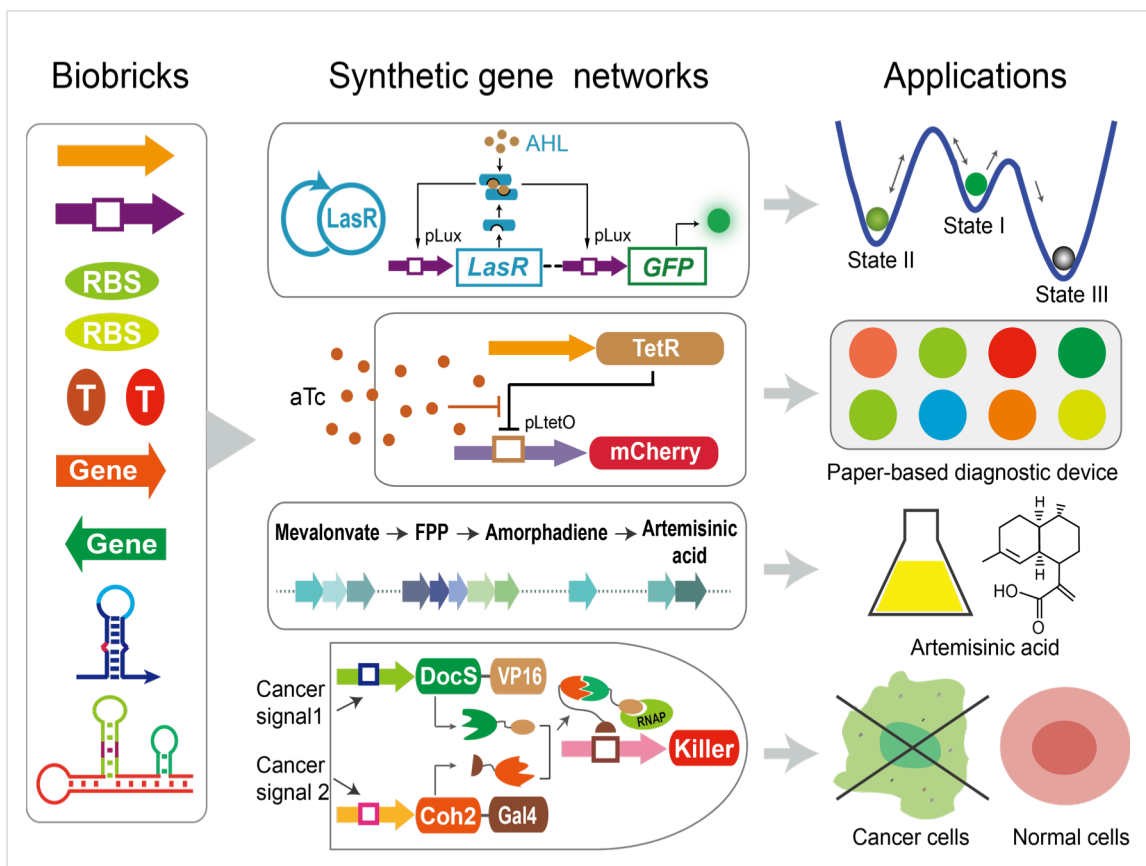 Biobricks
Synthetic gene networks
Applications
RBS
RBS
T T
Gene
Gene
AHL
LasR
pLux
pLux
LasR
GFP
State I
State II
State III
TetR
aTc
pLtetO
mCherry
Paper-based diagnostic device
Mevalonvate
FPP
Amorphadiene
Artemisinic
acid
H
H
HO
O
Artemisinic acid
DocS
VP16
Cancer
signal1
RNAP
Killer
Cancer
signal 2
Coh2
Gal4
Cancer cells
Normal cells